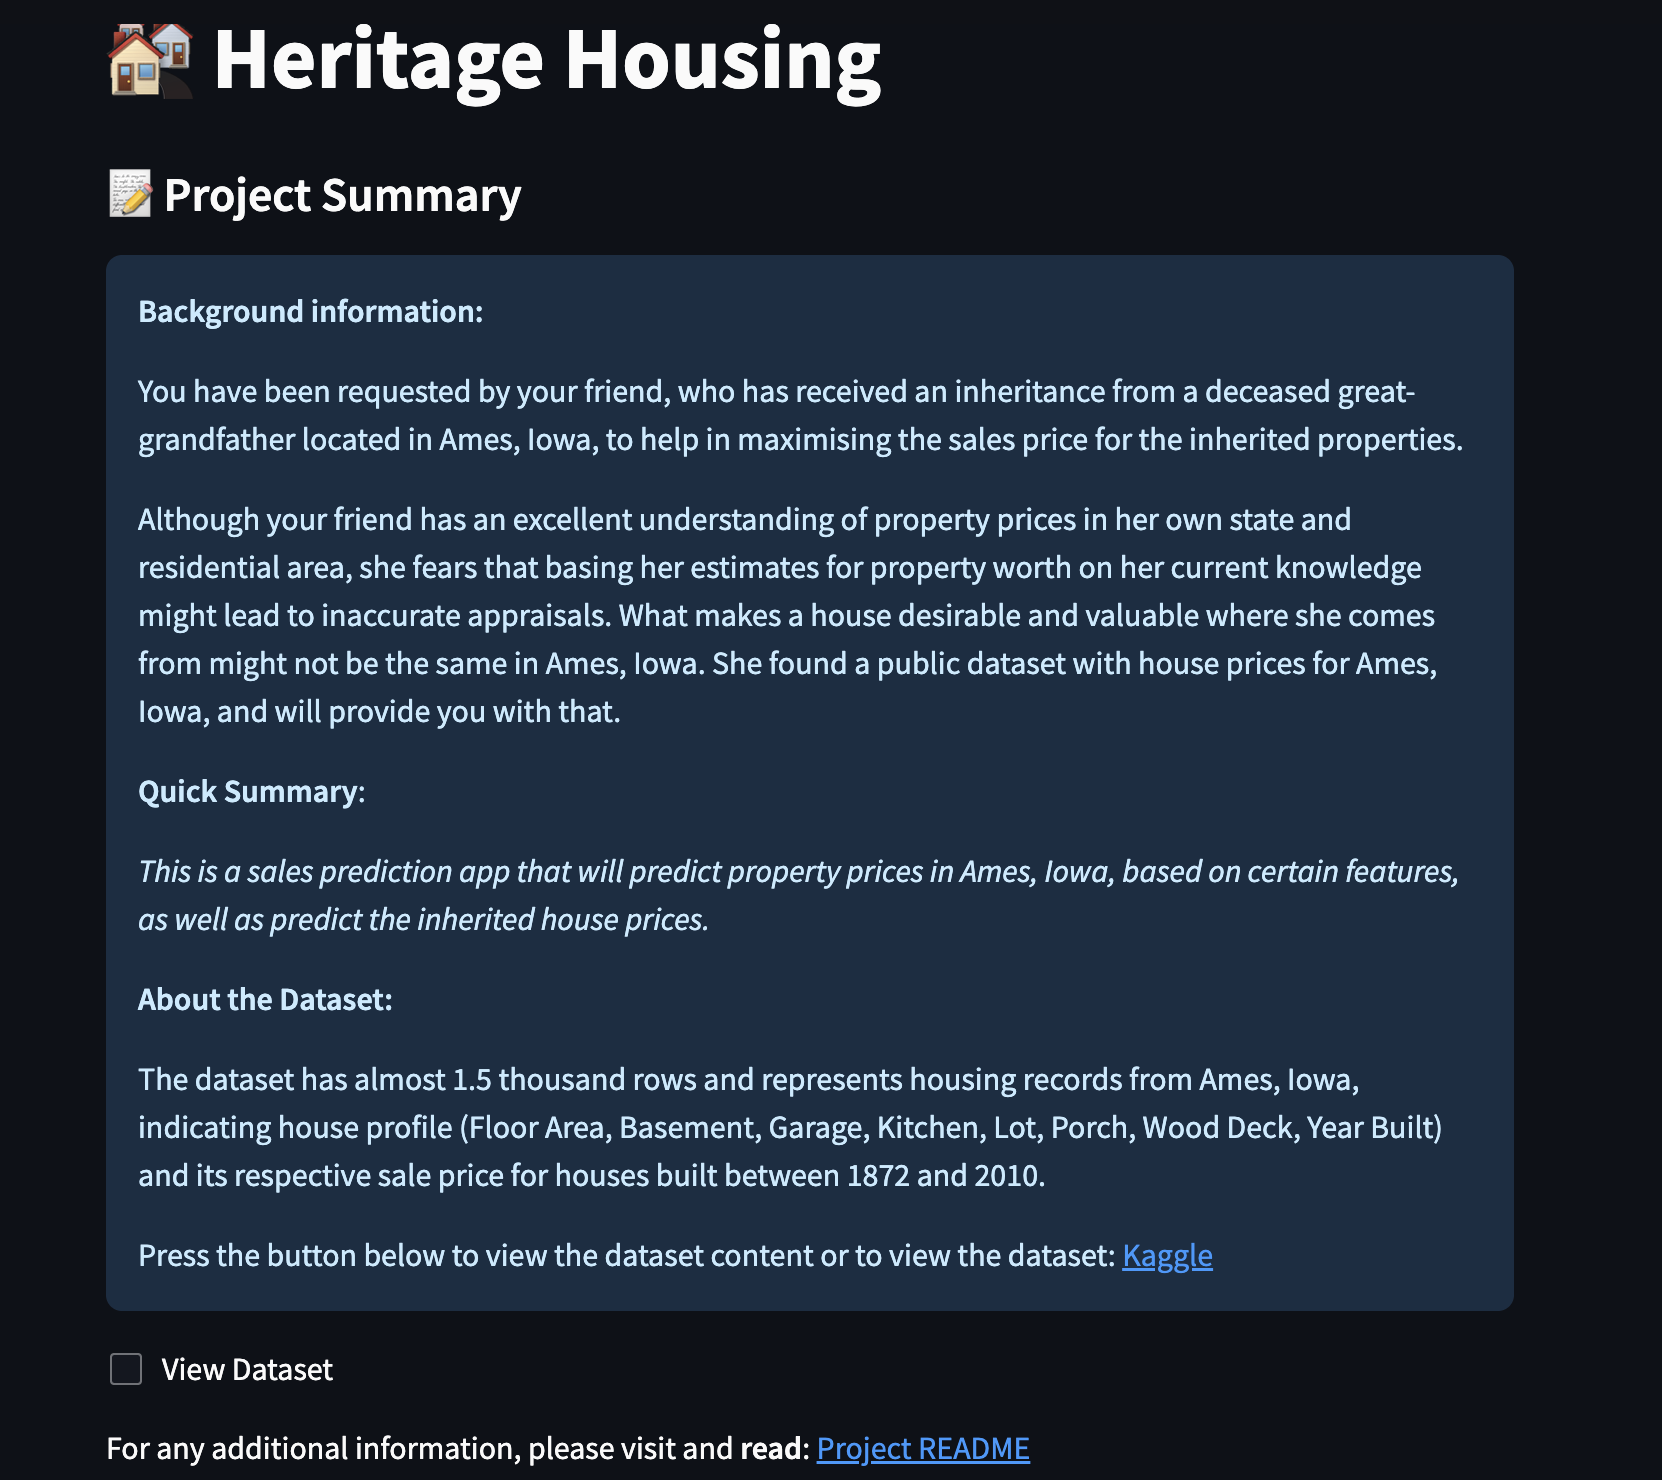 Heritage Housing
Project Summary
Background information:
You have been requested by your friend, who has received an inheritance from a deceased great-
grandfather located in Ames, Iowa, to help in maximising the sales price for the inherited properties.
Although your friend has an excellent understanding of property prices in her own state and
residential area, she fears that basing her estimates for property worth on her current knowledge
might lead to inaccurate appraisals. What makes a house desirable and valuable where she comes
from might not be the same in Ames, Iowa. She found a public dataset with house prices for Ames,
Iowa, and will provide you with that.
Quick Summary:
This is a sales prediction app that will predict property prices in Ames, Iowa, based on certain features,
as well as predict the inherited house prices.
About the Dataset:
The dataset has almost 1.5 thousand rows and represents housing records from Ames, Iowa,
indicating house profile (Floor Area, Basement, Garage, Kitchen, Lot, Porch, Wood Deck, Year Built)
and its respective sale price for houses built between 1872 and 2010.
Press the button below to view the dataset content or to view the dataset: Kaggle
View Dataset
For any additional information, please visit and read: Project README